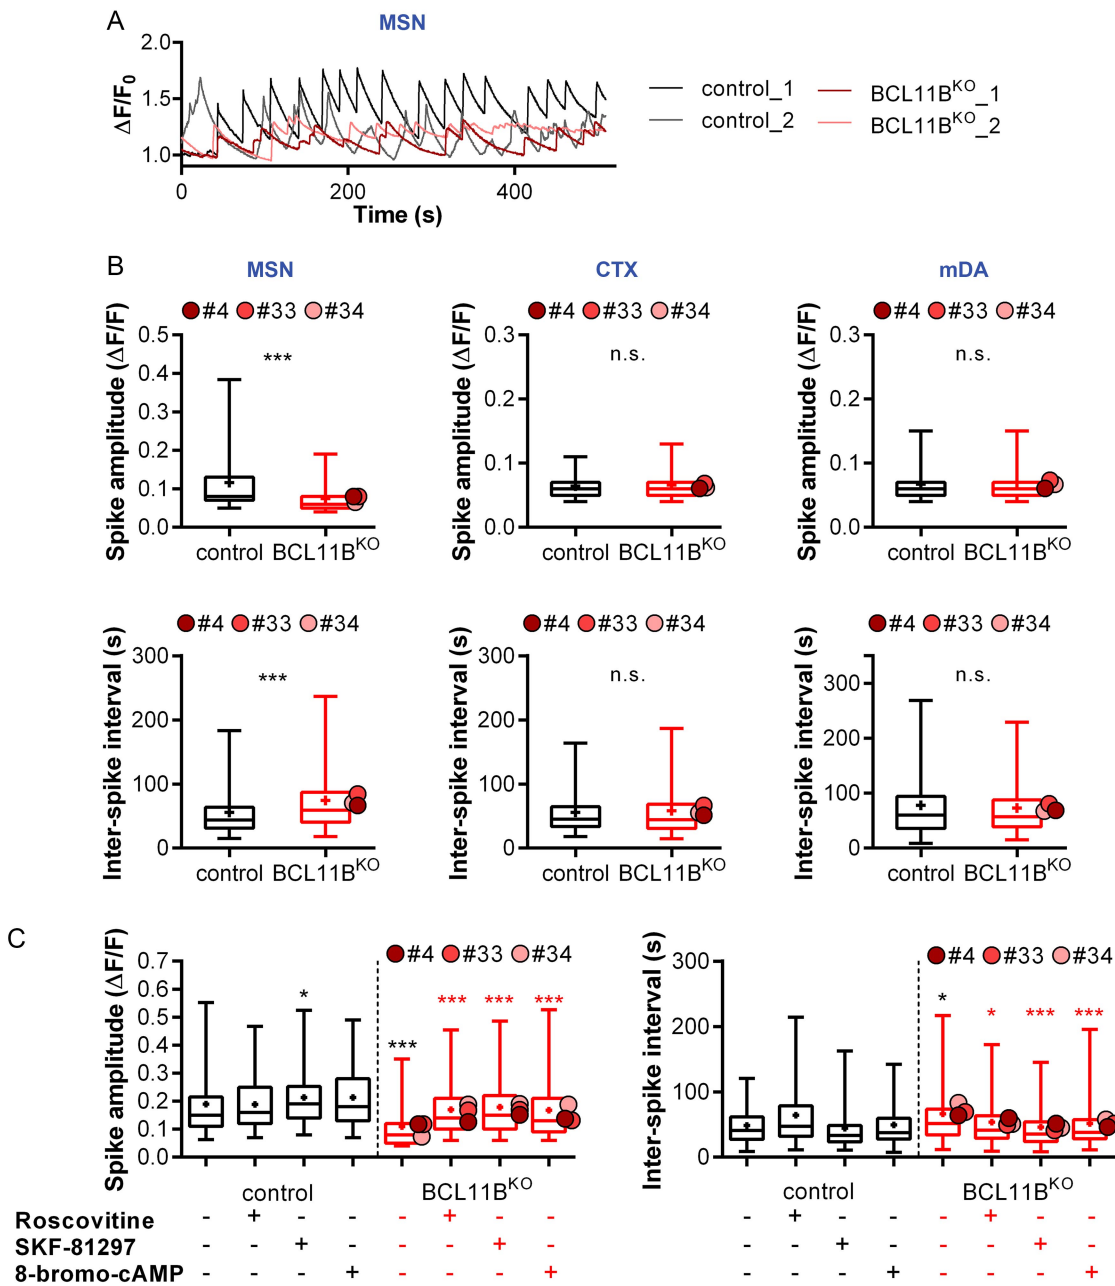 A
MSN
2.0
1.5
1.0
ΔF/F0
0 200 400
Time (s)
control_1 BCL11BKO_1
control_2 BCL11BKO_2
B
MSN CTX mDA
#4 #33 #34 #4 #33 #34 #4 #33 #34
Spike amplitude (ΔF/F) 0.5 0.4 0.3 0.2 0.1 0.0 ***
control BCL11BKO
Spike amplitude (ΔF/F) 0.3 0.2 0.1 0.0 n.s.
control BCL11BKO
Spike amplitude (ΔF/F) 0.3 0.2 0.1 0.0 n.s.
control BCL11BKO
#4 #33 #34 #4 #33 #34 #4 #33 #34
Inter-spike interval (s) 300 200 100 0 ***
control BCL11BKO
Inter-spike interval (s) 300 200 100 0 n.s.
control BCL11BKO
Inter-spike interval (s) 300 200 100 0 n.s.
control BCL11BKO
C
#4 #33 #34
Spike amplitude (ΔF/F) 0.7 0.6 0.5 0.4 0.3 0.2 0.1 0.0
* *** *** *** ***
control BCL11BKO
#4 #33 #34
Inter-spike interval (s) 300 200 100 0
* * *** ***
control BCL11BKO
Roscovitine - + - - - + - - - + - - - + - -
SKF-81297 - - + - - - + - - - + - - - + -
8-bromo-cAMP - - - + - - - + - - - + - - - +